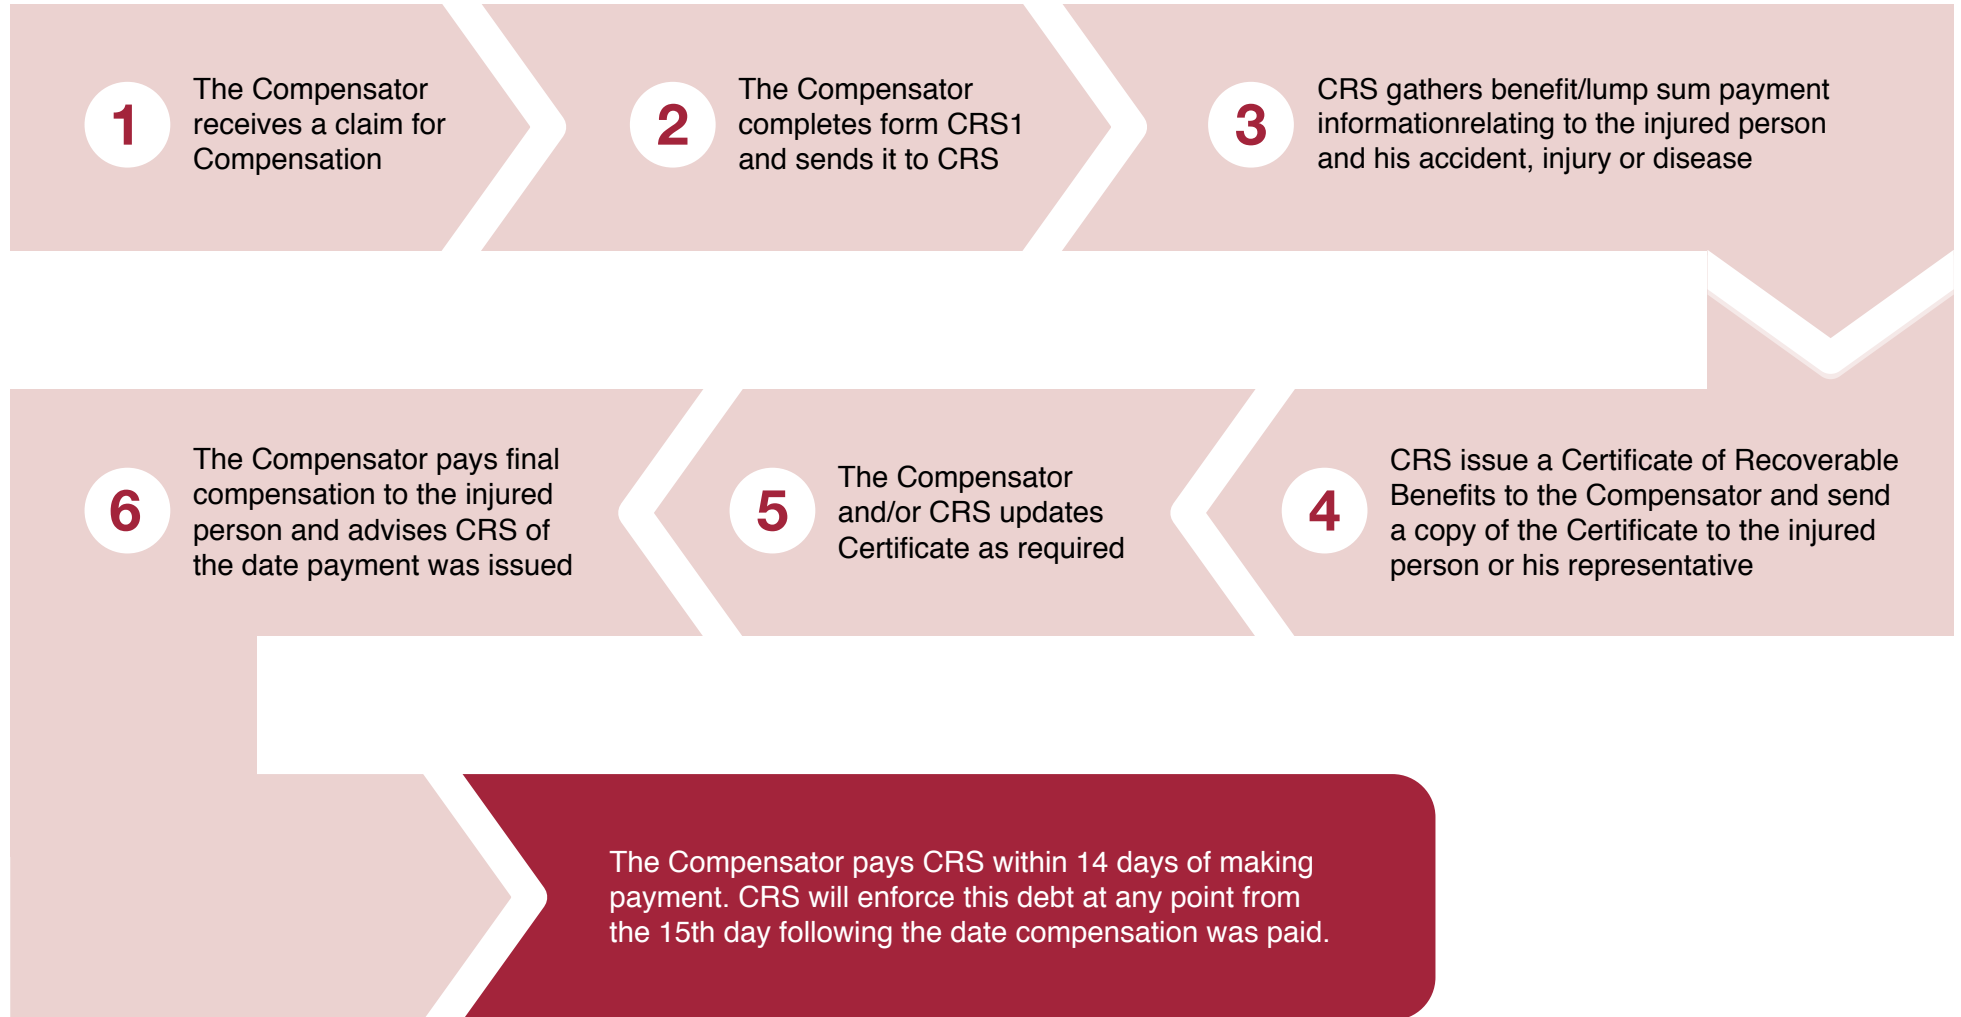 1
The Compensator
receives a claim for
Compensation
2
The Compensator
completes form CRS1
and sends it to CRS
3
CRS gathers benefit/lump sum payment
informationrelating to the injured person
and his accident, injury or disease
4
CRS issue a Certificate of Recoverable
Benefits to the Compensator and send
a copy of the Certificate to the injured
person or his representative
5
The Compensator
and/or CRS updates
Certificate as required
6
The Compensator pays final
compensation to the injured
person and advises CRS of
the date payment was issued
The Compensator pays CRS within 14 days of making
payment. CRS will enforce this debt at any point from
the 15th day following the date compensation was paid.